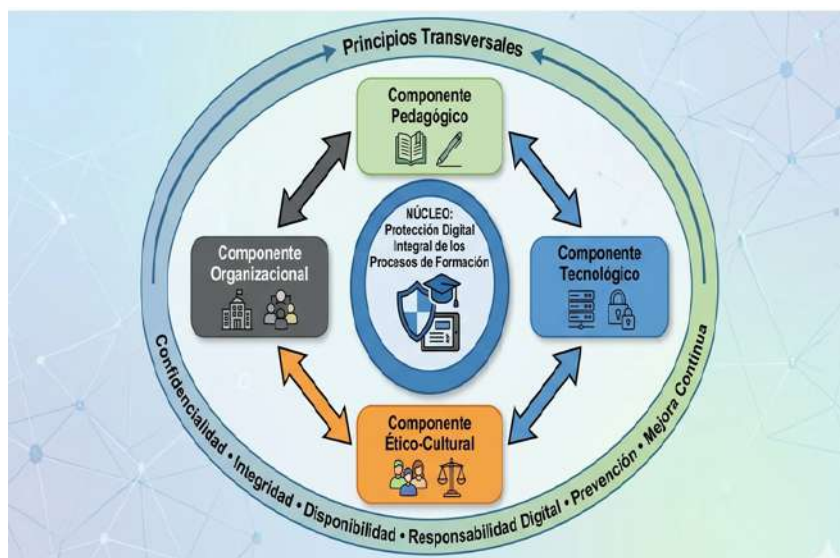 Principios Transversales
Componente
Pedagógico
NÚCLEO:
Protección Digital
Integral de los
Procesos de Formación
Componente
Organizacional
Componente
Tecnológico
Componente
Ético-Cultural
Confidencialidad • Integridad • Disponibilidad • Responsabilidad Digital • Prevención • Mejora Continua